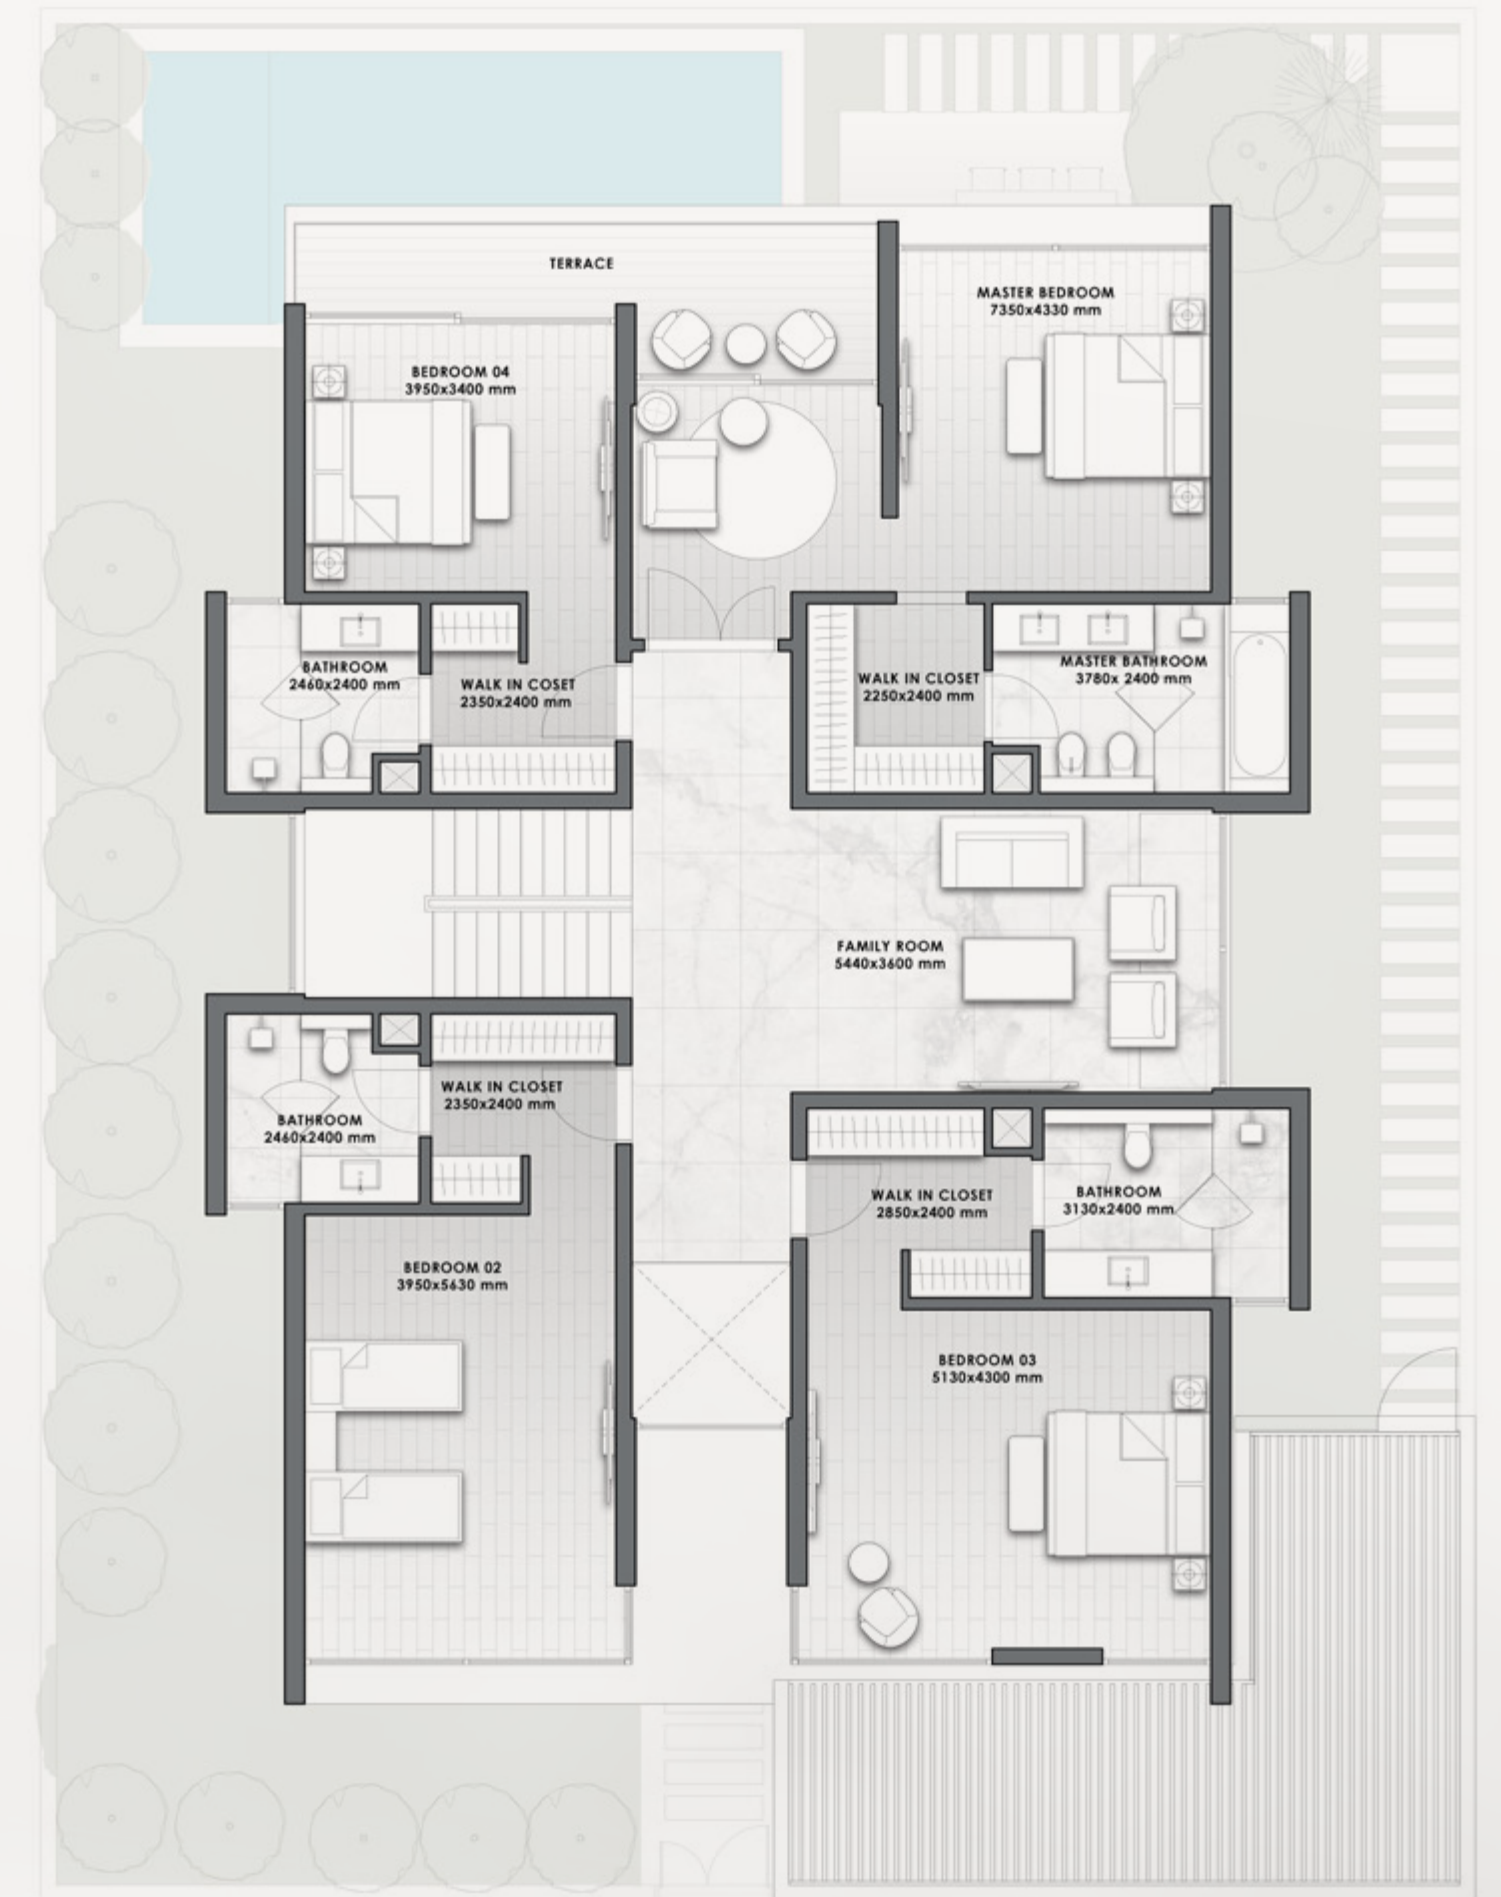 TERRACE
MASTER BEDROOM
7350x4330 mm
BEDROOM 04
3950x3400 mm
BATHROOM
2460x2400 mm
WALK IN COSET
2350x2400 mm
WALK IN CLOSET
2250x2400 mm
MASTER BATHROOM
3780x 2400 mm
FAMILY ROOM
5440x3600 mm
WALK IN CLOSET
2350x2400 mm
BATHROOM
2460x2400 mm
WALK IN CLOSET
2850x2400 mm
BATHROOM
3130x2400 mm
BEDROOM 02
3950x5630 mm
BEDROOM 03
5130x4300 mm